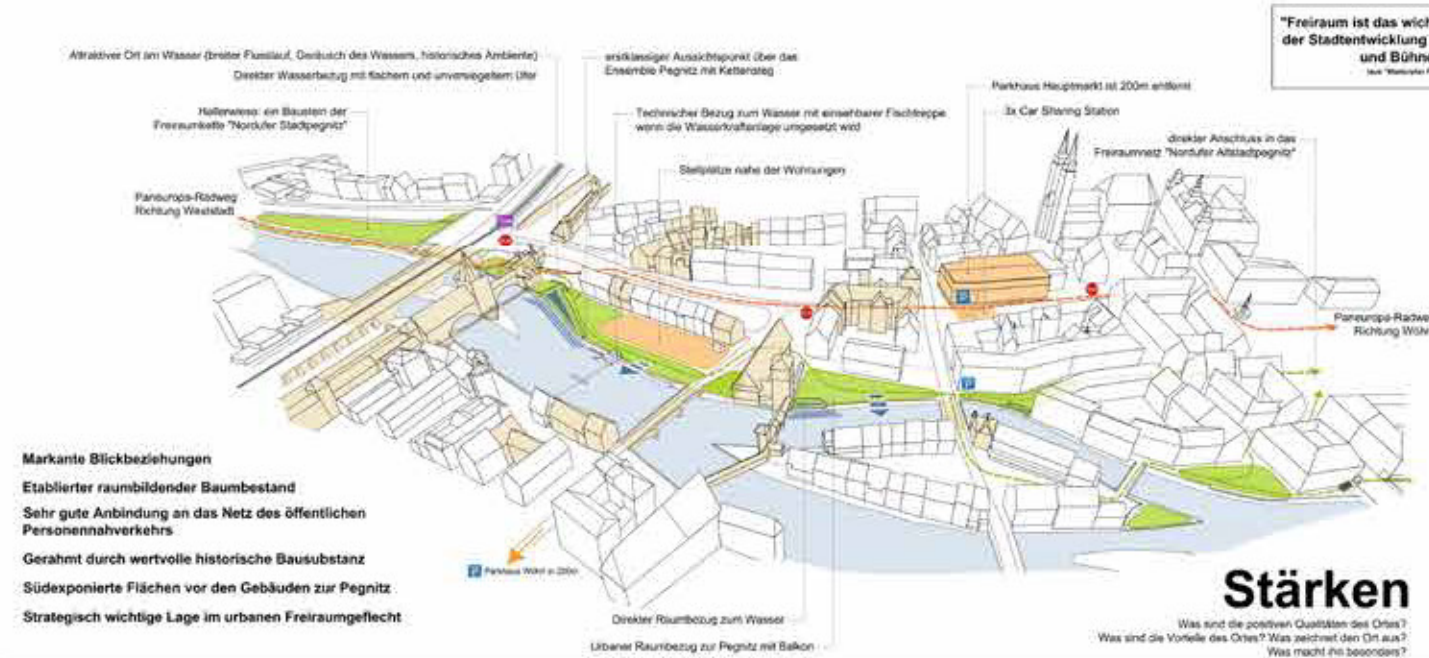 "Freiraum ist das wich
der Stadtentwicklung
und Bühne
Attraktiver Ort am Wasser (breiter Flusslauf, Geräusch des Wassers, historisches Ambiente)
Direkter Wasserbezug mit flachem und unversiegeltem Ufer
erstklassiger Aussichtspunkt über das
Ensemble Pegnitz mit Kettensteg
Parkhaus Hauptmarkt ist 200m entfernt
3x Car Sharing Station
Hallerwiese: ein Baustein der
Freiraumkette "Nordufer Stadtpegnitz"
Technischer Bezug zum Wasser mit einsehbarer Fischtreppe
wenn die Wasserkraftanlage umgesetzt wird
direkter Anschluss in das
Freiraumnetz "Nordufer Altstadtpegnitz"
Stellplätze nahe der Wohnungen
Paneuropa-Radweg
Richtung Weststadt
P
Paneuropa-Radwe
Richtung Wöhr
P
Markante Blickbeziehungen
Etablierter raumbildender Baumbestand
Sehr gute Anbindung an das Netz des öffentlichen
Personennahverkehrs
Gerahmt durch wertvolle historische Bausubstanz
Südexponierte Flächen vor den Gebäuden zur Pegnitz
Strategisch wichtige Lage im urbanen Freiraumgeflecht
P Parkhaus Wöhrl in 200m
Direkter Raumbezug zum Wasser
Urbaner Raumbezug zur Pegnitz mit Balkon
Stärken
Was sind die positiven Qualitäten des Ortes?
Was sind die Vorteile des Ortes? Was zeichnet den Ort aus?
Was macht ihn besonders?